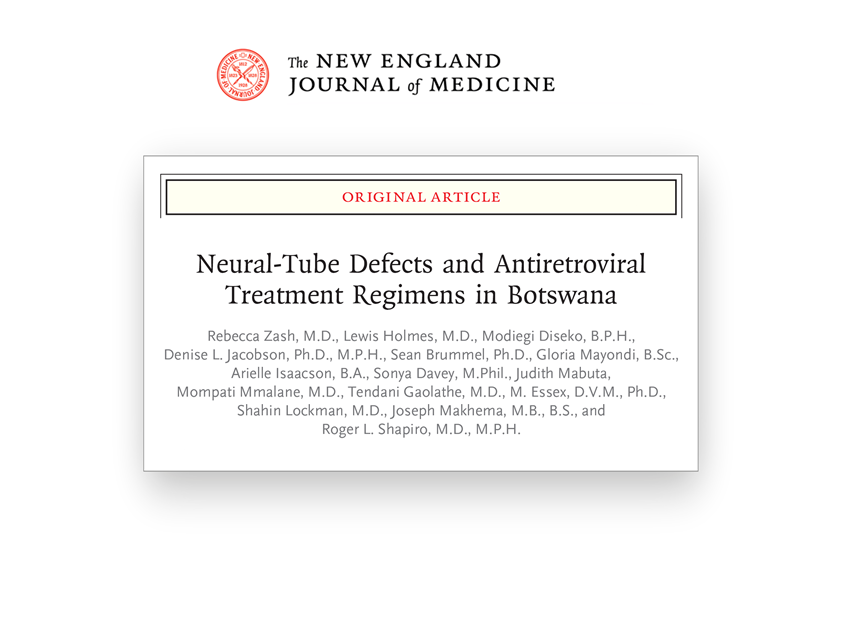 The NEW ENGLAND
JOURNAL of MEDICINE
ORIGINAL ARTICLE
Neural-Tube Defects and Antiretroviral
Treatment Regimens in Botswana
Rebecca Zash, M.D., Lewis Holmes, M.D., Modiegi Diseko, B.P.H.,
Denise L. Jacobson, Ph.D., M.P.H., Sean Brummel, Ph.D., Gloria Mayondi, B.Sc.,
Arielle Isaacson, B.A., Sonya Davey, M.Phil., Judith Mabuta,
Mompati Mmalane, M.D., Tendani Gaolathe, M.D., M. Essex, D.V.M., Ph.D.,
Shahin Lockman, M.D., Joseph Makhema, M.B., B.S., and
Roger L. Shapiro, M.D., M.P.H.